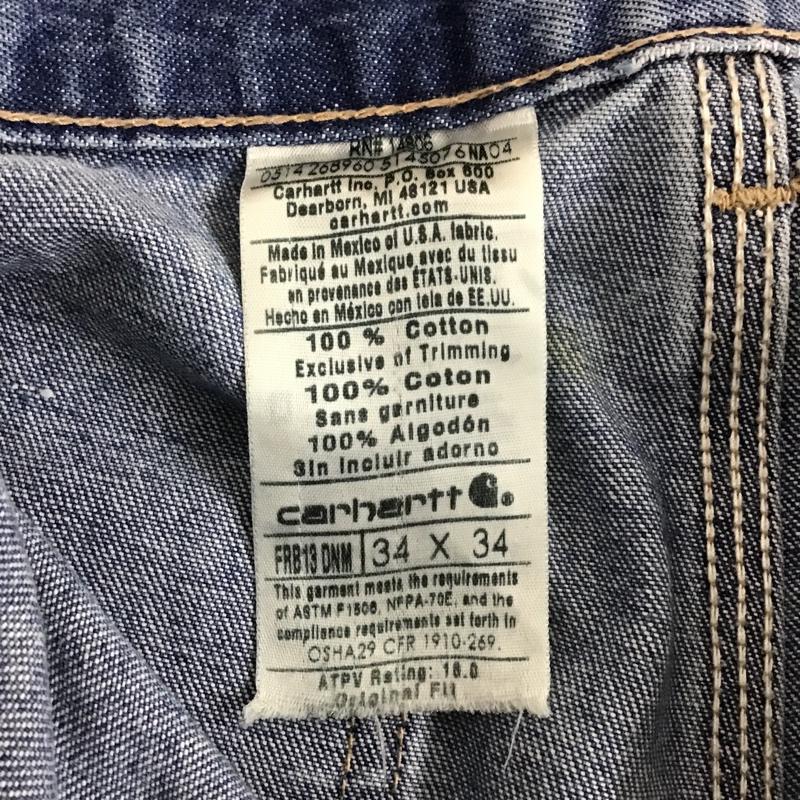 RN# 14806
0314268960 5145076 NA04
Carhartt Inc, P.O. Box 600
Dearborn, MI 48121 USA
carhartt.com
Made in Mexico of U.S.A. fabric.
Fabriqué au Mexique avec du tissu
en provenance des ÉTATS-UNIS.
Hecho en México con tela de EE.UU.
100 % Cotton
Exclusive of Trimming
100% Coton
Sans garniture
100% Algodón
Sin incluir adorno
carhartt ®
FRB13 DNM 34 X 34
This garment meets the requirements
of ASTM F1506, NFPA-70E, and the
compliance requirements set forth in
OSHA29 CFR 1910-269.
ATPV Rating: 18.0
Original Fit